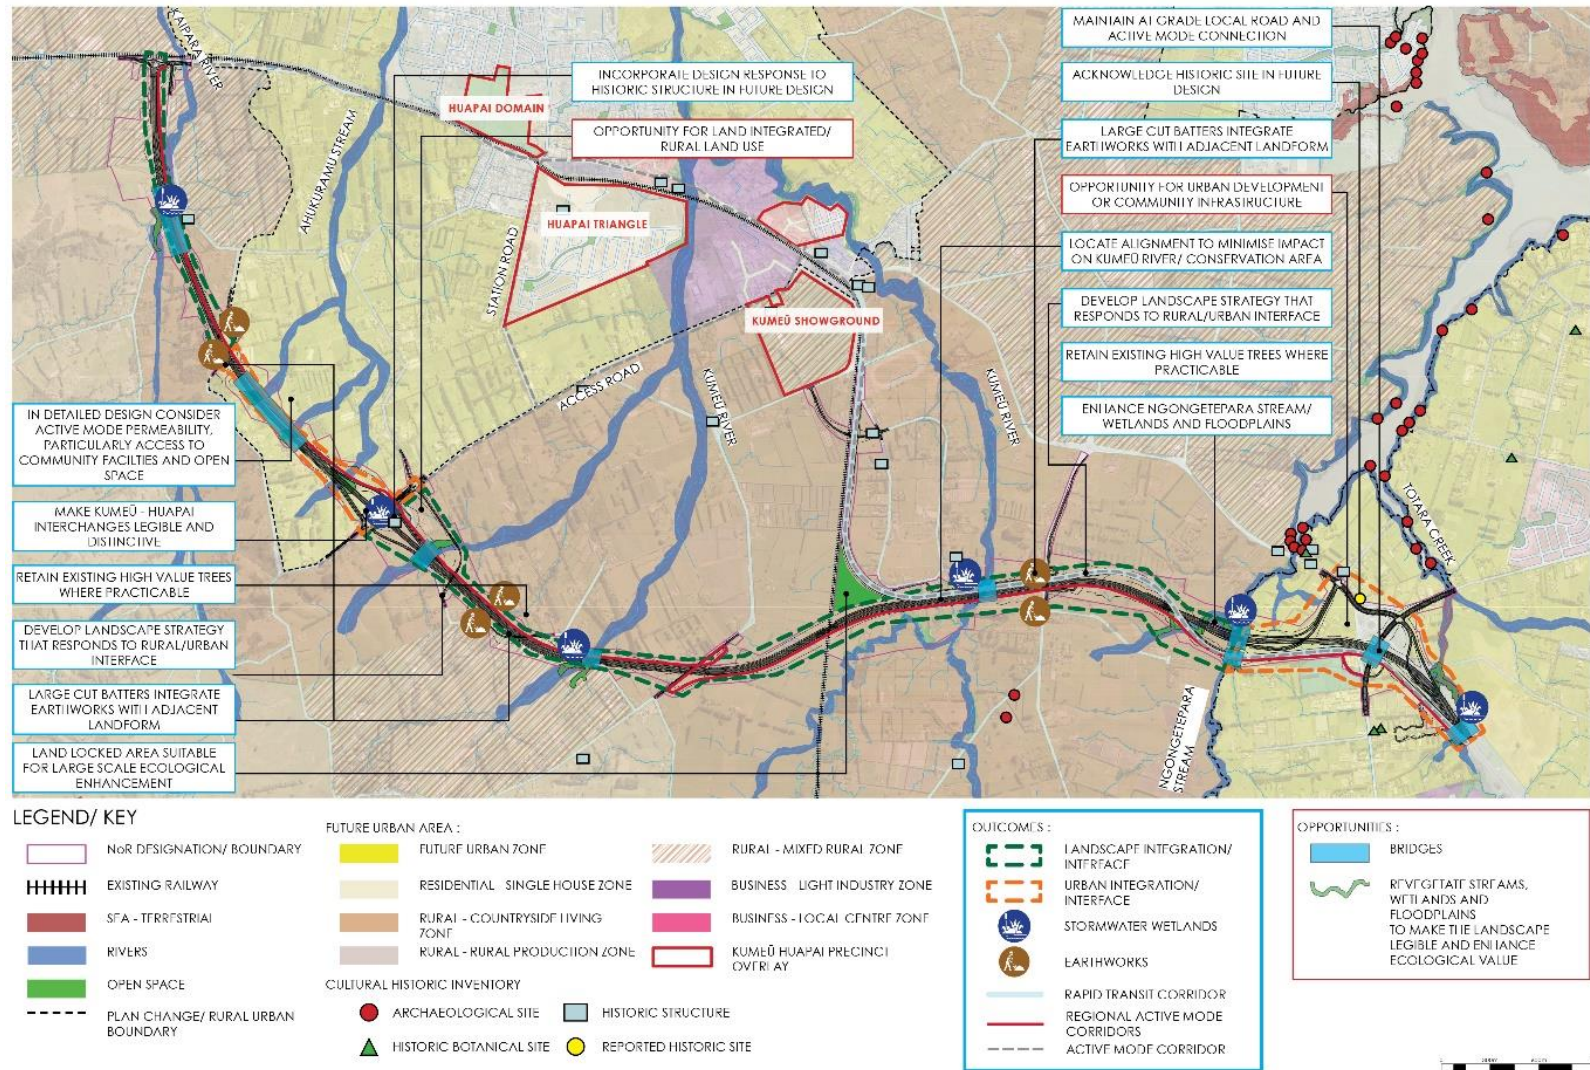 KAIPARA RIVER
AHUKURAMU STREAM
HUAPAI DOMAIN
INCORPORATE DESIGN RESPONSE TO
HISTORIC STRUCTURE IN FUTURE DESIGN
OPPORTUNITY FOR LAND INTEGRATED/
RURAL LAND USE
HUAPAI TRIANGLE
STATION ROAD
KUMEŪ SHOWGROUND
ACCESS ROAD
KUMEŪ RIVER
KUMEŪ RIVER
MAINTAIN AT GRADE LOCAL ROAD AND
ACTIVE MODE CONNECTION
ACKNOWLEDGE HISTORIC SITE IN FUTURE
DESIGN
LARGE CUT BATTERS INTEGRATE
EARTHWORKS WITH ADJACENT LANDFORM
OPPORTUNITY FOR URBAN DEVELOPMENT
OR COMMUNITY INFRASTRUCTURE
LOCATE ALIGNMENT TO MINIMISE IMPACT
ON KUMEŪ RIVER/ CONSERVATION AREA
DEVELOP LANDSCAPE STRATEGY THAT
RESPONDS TO RURAL/URBAN INTERFACE
RETAIN EXISTING HIGH VALUE TREES WHERE
PRACTICABLE
ENHANCE NGONGETEPARA STREAM/
WETLANDS AND FLOODPLAINS
TOTARA CREEK
NGONGETEPARA
STREAM
IN DETAILED DESIGN CONSIDER
ACTIVE MODE PERMEABILITY,
PARTICULARLY ACCESS TO
COMMUNITY FACILTIES AND OPEN
SPACE
MAKE KUMEŪ - HUAPAI
INTERCHANGES LEGIBLE AND
DISTINCTIVE
RETAIN EXISTING HIGH VALUE TREES
WHERE PRACTICABLE
DEVELOP LANDSCAPE STRATEGY
THAT RESPONDS TO RURAL/URBAN
INTERFACE
LARGE CUT BATTERS INTEGRATE
EARTHWORKS WITH ADJACENT
LANDFORM
LAND LOCKED AREA SUITABLE
FOR LARGE SCALE ECOLOGICAL
ENHANCEMENT
LEGEND/ KEY
NoR DESIGNATION/ BOUNDARY
EXISTING RAILWAY
SEA - TERRESTRIAL
RIVERS
OPEN SPACE
PLAN CHANGE/ RURAL URBAN
BOUNDARY
FUTURE URBAN AREA :
FUTURE URBAN ZONE
RESIDENTIAL - SINGLE HOUSE ZONE
RURAL - COUNTRYSIDE LIVING
ZONE
RURAL - RURAL PRODUCTION ZONE
RURAL - MIXED RURAL ZONE
BUSINESS - LIGHT INDUSTRY ZONE
BUSINESS - LOCAL CENTRE ZONE
KUMEŪ HUAPAI PRECINCT
OVERLAY
CULTURAL HISTORIC INVENTORY
ARCHAEOLOGICAL SITE
HISTORIC STRUCTURE
HISTORIC BOTANICAL SITE
REPORTED HISTORIC SITE
OUTCOMES :
LANDSCAPE INTEGRATION/
INTERFACE
URBAN INTEGRATION/
INTERFACE
STORMWATER WETLANDS
EARTHWORKS
RAPID TRANSIT CORRIDOR
REGIONAL ACTIVE MODE
CORRIDORS
ACTIVE MODE CORRIDOR
OPPORTUNITIES :
BRIDGES
REVEGETATE STREAMS,
WETLANDS AND
FLOODPLAINS
TO MAKE THE LANDSCAPE
LEGIBLE AND ENHANCE
ECOLOGICAL VALUE